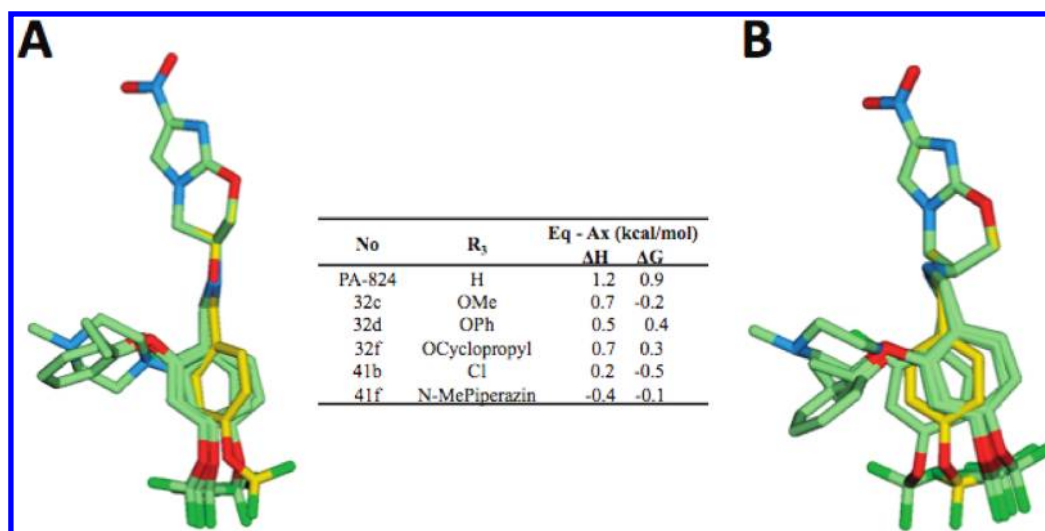 A
B
No R₃ Eq - Ax (kcal/mol)
ΔH ΔG
PA-824 H 1.2 0.9
32c OMe 0.7 -0.2
32d OPh 0.5 0.4
32f OCyclopropyl 0.7 0.3
41b Cl 0.2 -0.5
41f N-MePiperazin -0.4 -0.1